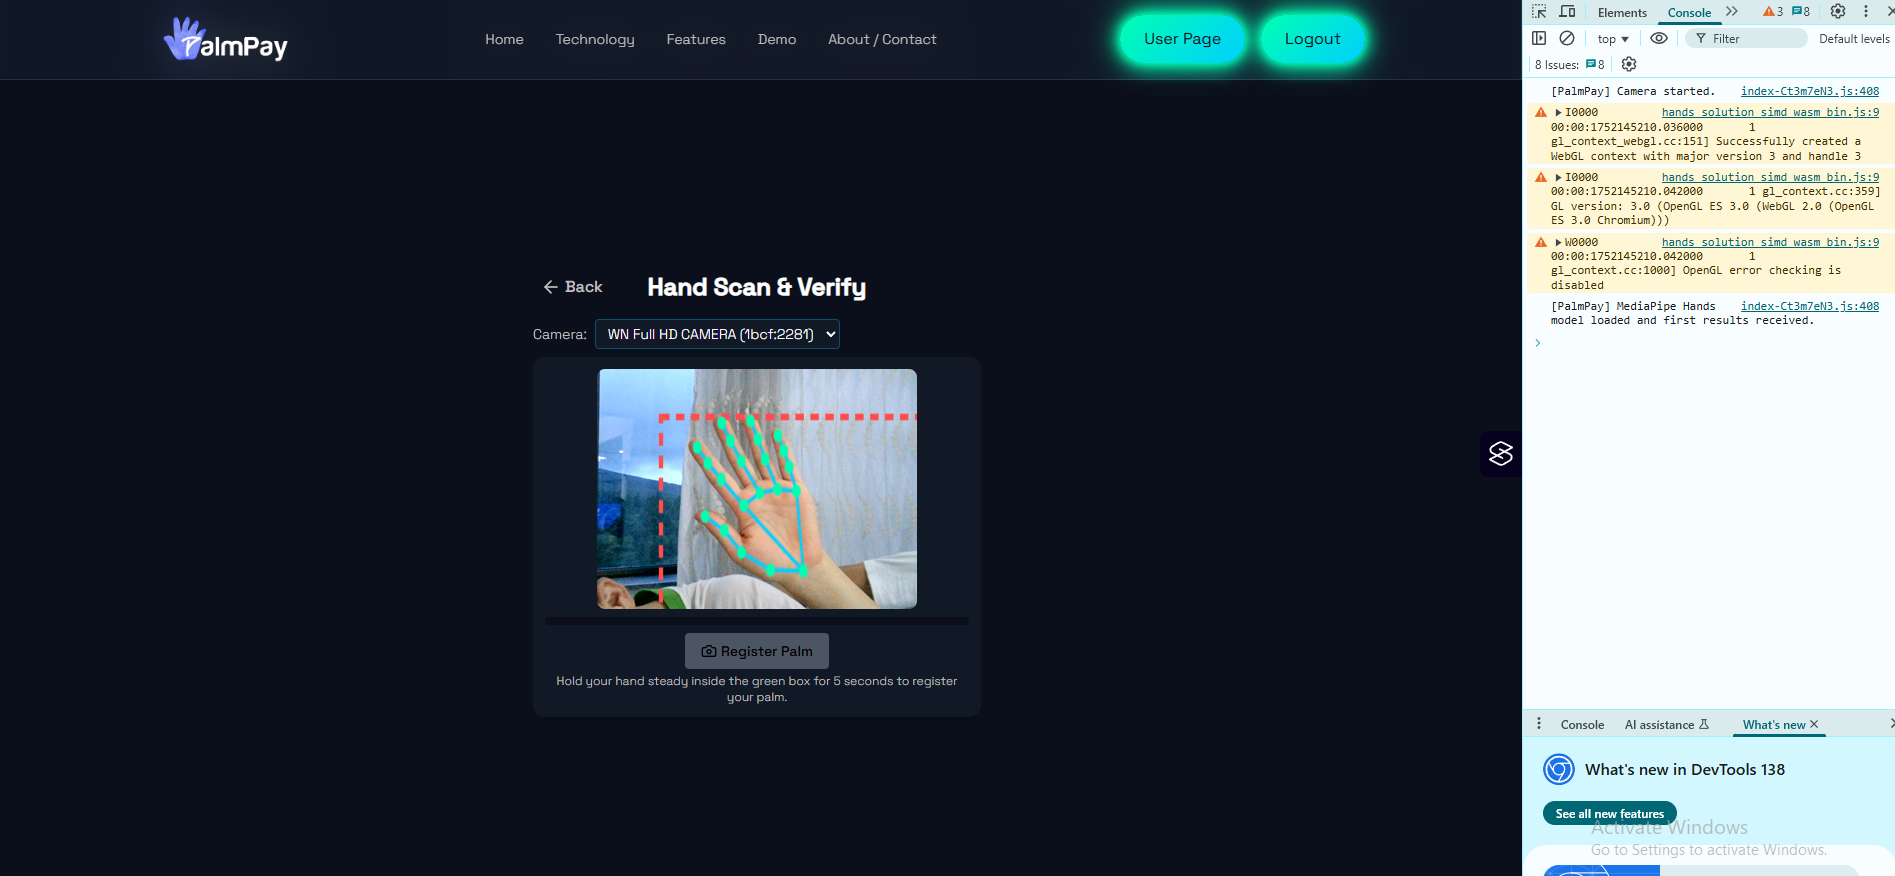 PalmPay
Home
Technology
Features
Demo
About / Contact
User Page
Logout
Back
Hand Scan & Verify
Camera:
WN Full HD CAMERA (1bcf:2281)
Register Palm
Hold your hand steady inside the green box for 5 seconds to register
your palm.
Elements
Console
3
8
top
Filter
Default levels
8 Issues:
8
[PalmPay] Camera started.
index-Ct3m7eN3.js:408
I0000
hands_solution_simd_wasm_bin.js:9
00:00:1752145210.036000 1
gl_context_webgl.cc:151] Successfully created a
WebGL context with major version 3 and handle 3
I0000
hands_solution_simd_wasm_bin.js:9
00:00:1752145210.042000 1 gl_context.cc:359]
GL version: 3.0 (OpenGL ES 3.0 (WebGL 2.0 (OpenGL
ES 3.0 Chromium)))
W0000
hands_solution_simd_wasm_bin.js:9
00:00:1752145210.042000 1
gl_context.cc:1000] OpenGL error checking is
disabled
[PalmPay] MediaPipe Hands
index-Ct3m7eN3.js:408
model loaded and first results received.
Console
AI assistance
What's new
What's new in DevTools 138
See all new features
Activate Windows
Go to Settings to activate Windows.